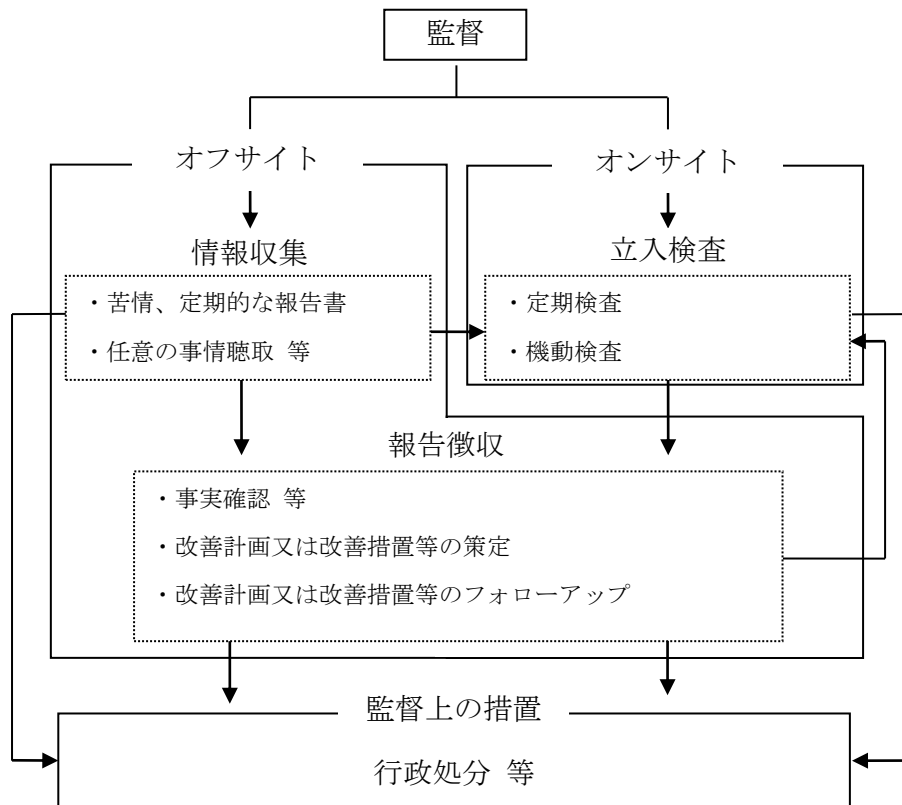 監督
オフサイト
オンサイト
情報収集
立入検査
・苦情、定期的な報告書
・任意の事情聴取 等
・定期検査
・機動検査
報告徴収
・事実確認 等
・改善計画又は改善措置等の策定
・改善計画又は改善措置等のフォローアップ
監督上の措置
行政処分 等